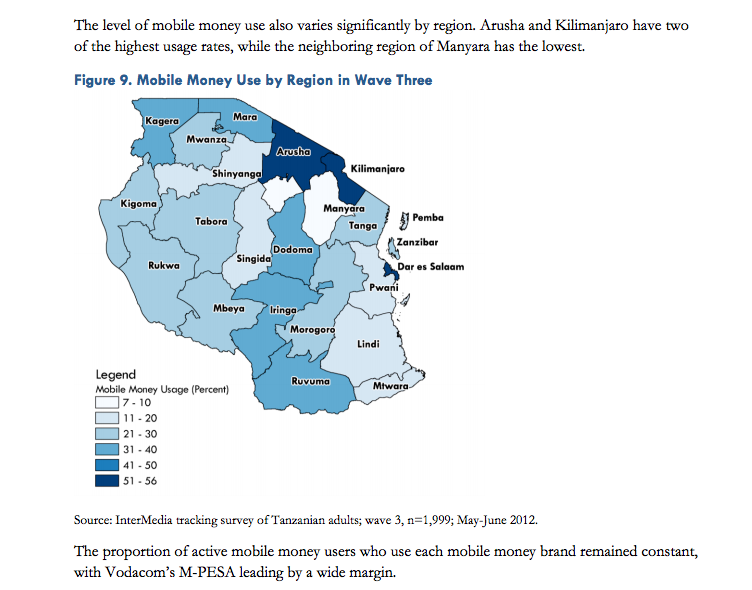 The level of mobile money use also varies significantly by region. Arusha and Kilimanjaro have two
of the highest usage rates, while the neighboring region of Manyara has the lowest.
Figure 9. Mobile Money Use by Region in Wave Three
Kagera
Mara
Mwanza
Arusha
Shinyanga
Kilimanjaro
Kigoma
Manyara
Tabora
Tanga
Pemba
Zanzibar
Dodoma
Singida
Rukwa
Dar es Salaam
Pwani
Mbeya
Iringa
Morogoro
Lindi
Ruvuma
Mtwara
Legend
Mobile Money Usage (Percent)
7 - 10
11 - 20
21 - 30
31 - 40
41 - 50
51 - 56
Source: InterMedia tracking survey of Tanzanian adults; wave 3, n=1,999; May-June 2012.
The proportion of active mobile money users who use each mobile money brand remained constant,
with Vodacom's M-PESA leading by a wide margin.